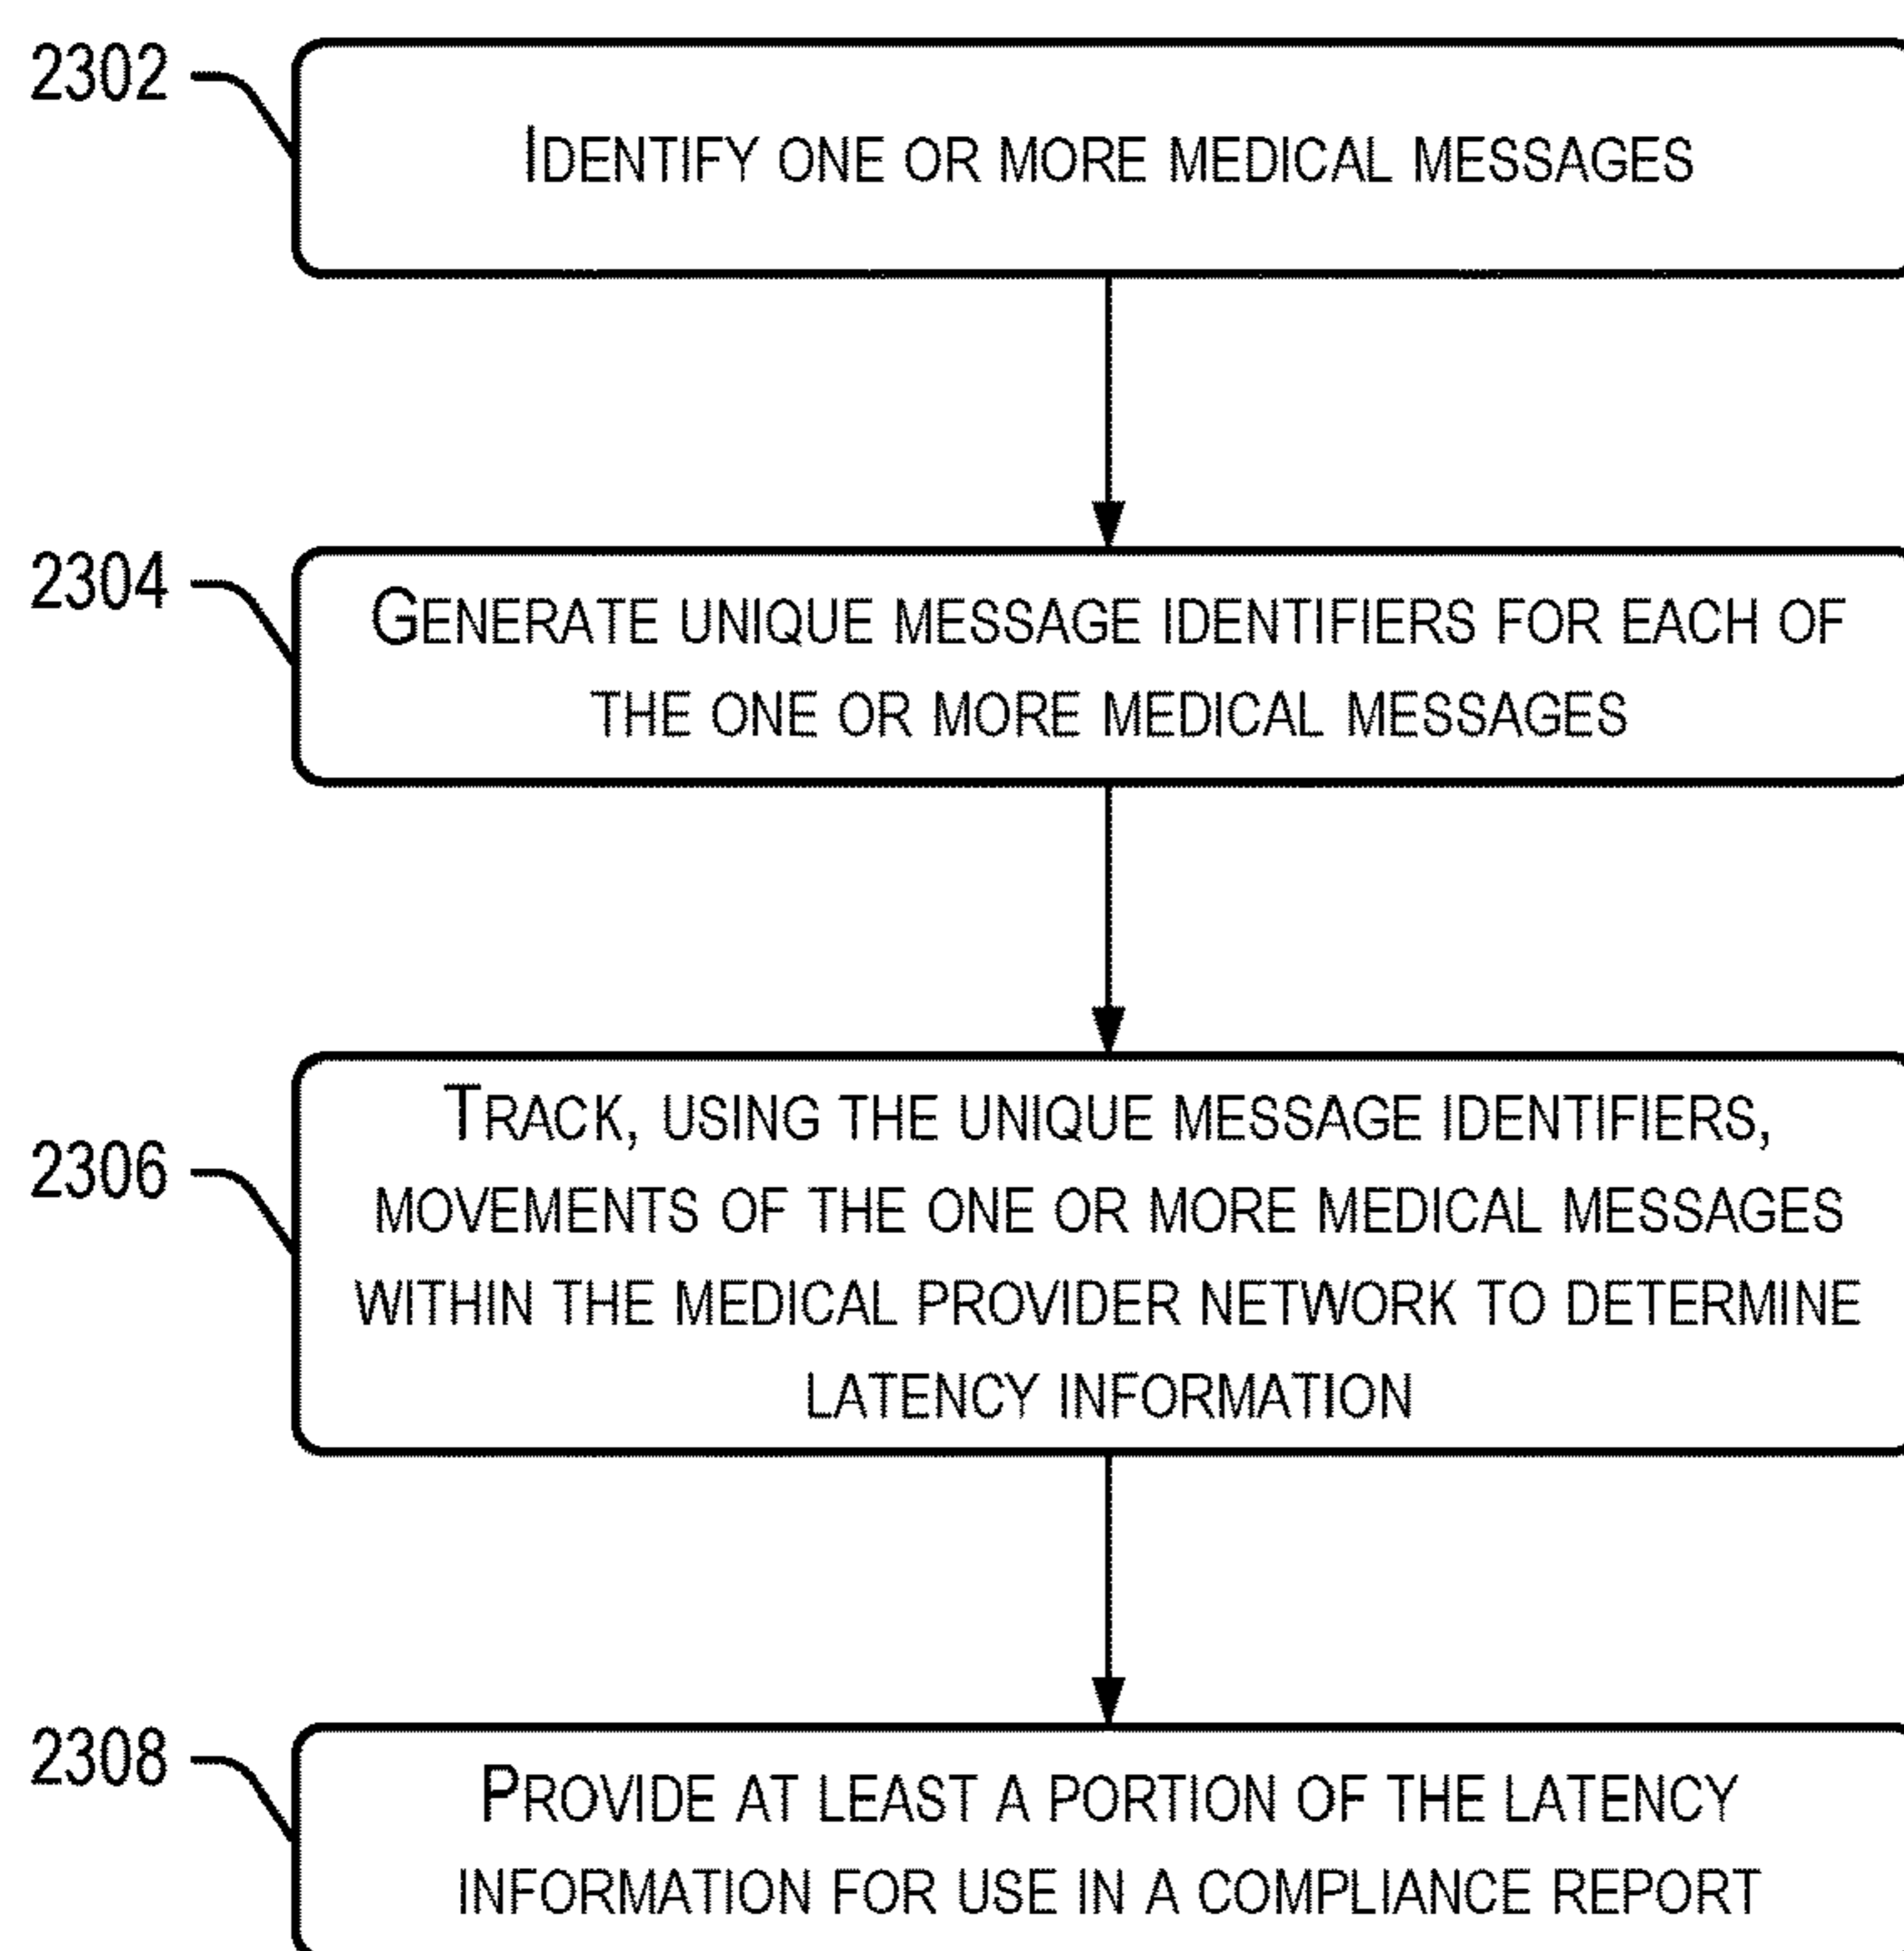 2302
IDENTIFY ONE OR MORE MEDICAL MESSAGES
2304
GENERATE UNIQUE MESSAGE IDENTIFIERS FOR EACH OF
THE ONE OR MORE MEDICAL MESSAGES
2306
TRACK, USING THE UNIQUE MESSAGE IDENTIFIERS,
MOVEMENTS OF THE ONE OR MORE MEDICAL MESSAGES
WITHIN THE MEDICAL PROVIDER NETWORK TO DETERMINE
LATENCY INFORMATION
2308
PROVIDE AT LEAST A PORTION OF THE LATENCY
INFORMATION FOR USE IN A COMPLIANCE REPORT